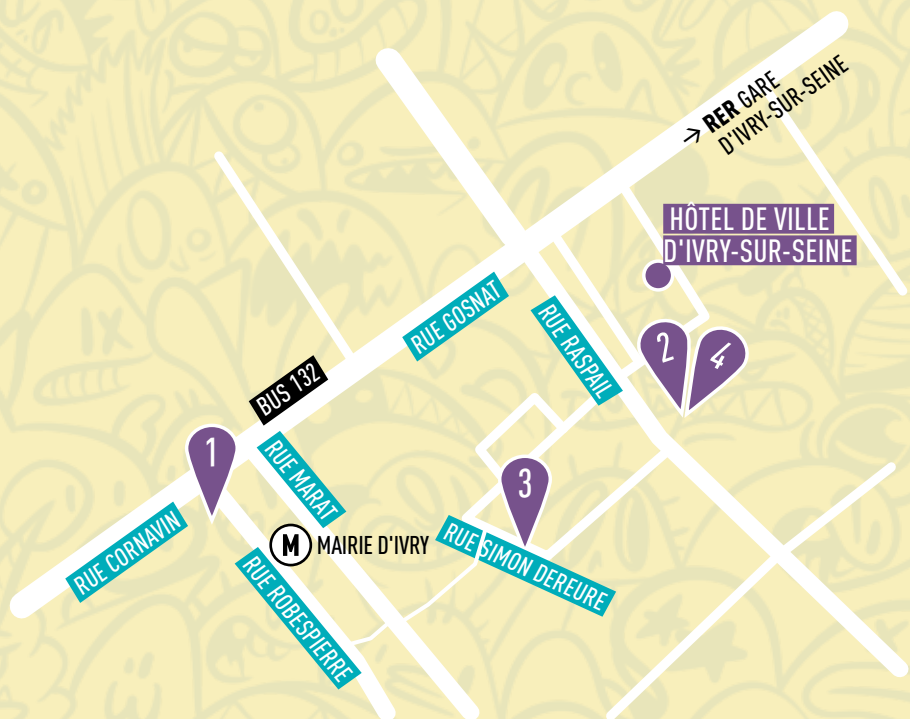 → RER GARE
D'IVRY-SUR-SEINE
HÔTEL DE VILLE
D'IVRY-SUR-SEINE
RUE GOSNAT
RUE RASPAIL
2
4
BUS 132
1
RUE MARAT
3
RUE CORNAVIN
M MAIRIE D'IVRY
RUE SIMON DEREURE
RUE ROBESPIERRE